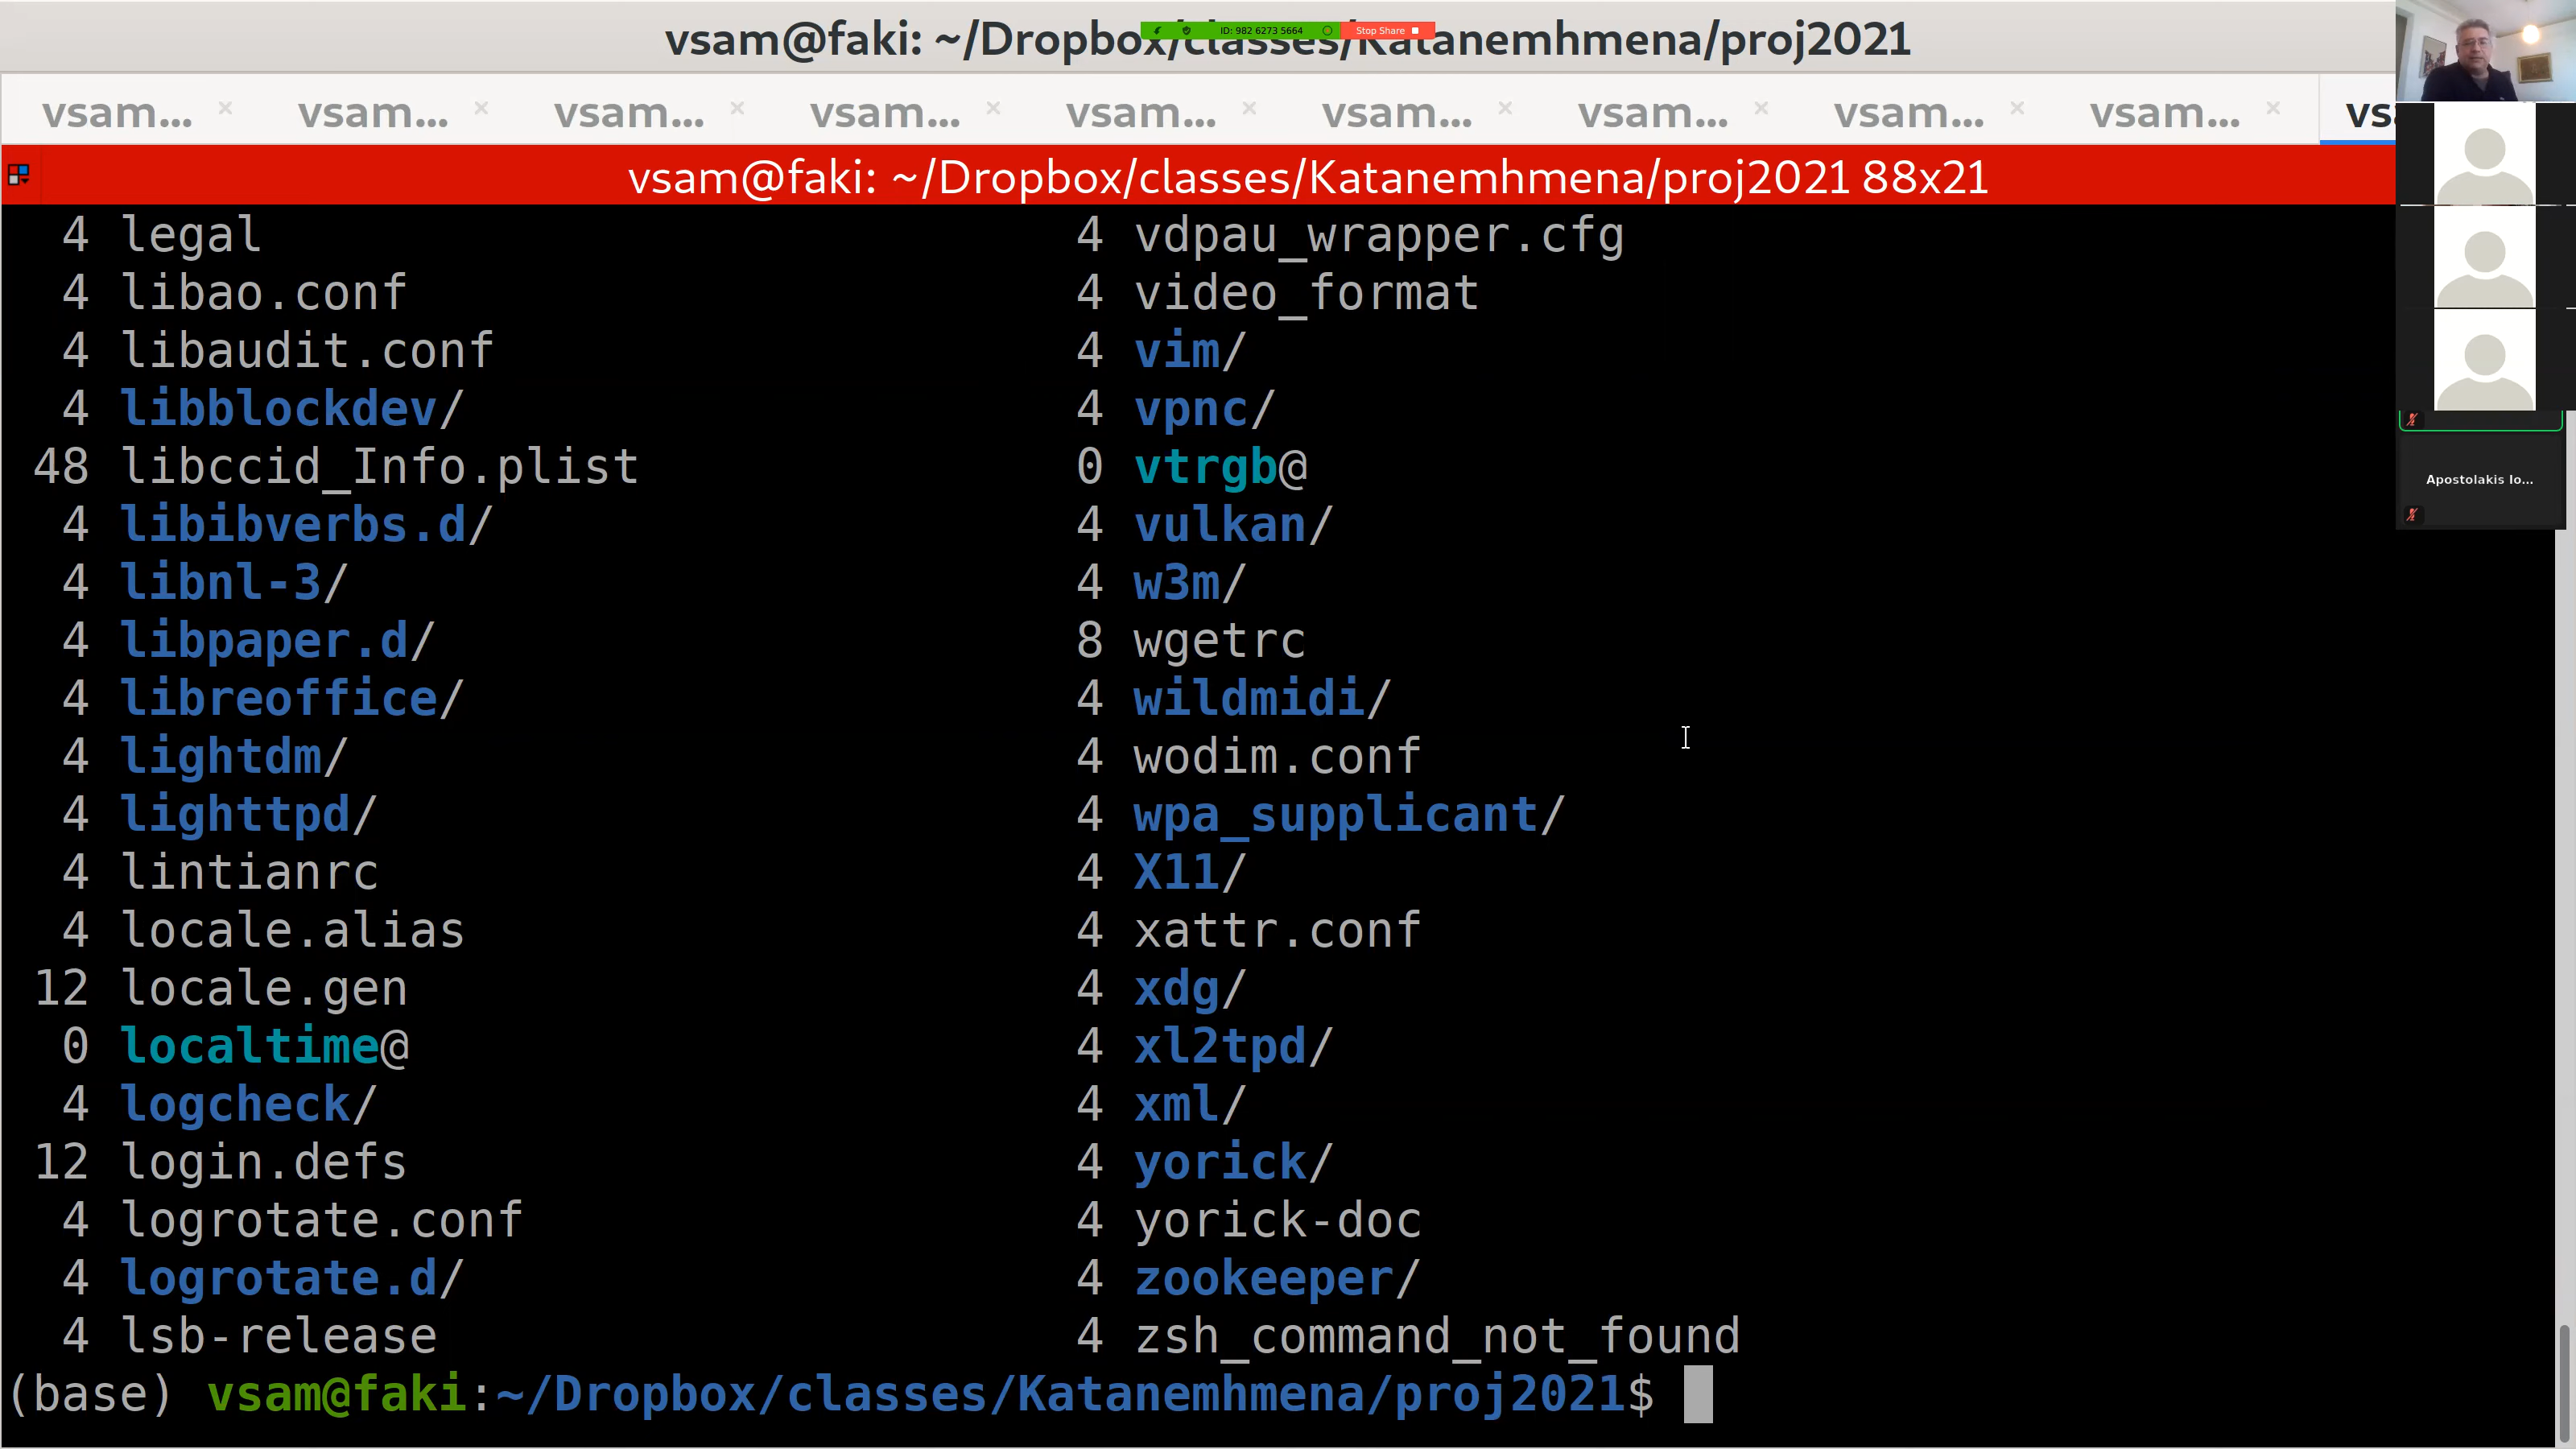 vsam@faki: ~/Dropbox/classes/Katanemhmena/proj2021
ID: 982 6273 5664 Stop Share
vsam... × vsam... × vsam... × vsam... × vsam... × vsam... × vsam... × vsam... × vsam... × vs
vsam@faki: ~/Dropbox/classes/Katanemhmena/proj2021 88x21
4 legal 4 vdpau_wrapper.cfg
4 libao.conf 4 video_format
4 libaudit.conf 4 vim/
4 libblockdev/ 4 vpnc/
48 libccid_Info.plist 0 vtrgb@
4 libibverbs.d/ 4 vulkan/
4 libnl-3/ 4 w3m/
4 libpaper.d/ 8 wgetrc
4 libreoffice/ 4 wildmidi/
4 lightdm/ 4 wodim.conf
4 lighttpd/ 4 wpa_supplicant/
4 lintianrc 4 X11/
4 locale.alias 4 xattr.conf
12 locale.gen 4 xdg/
0 localtime@ 4 xl2tpd/
4 logcheck/ 4 xml/
12 login.defs 4 yorick/
4 logrotate.conf 4 yorick-doc
4 logrotate.d/ 4 zookeeper/
4 lsb-release 4 zsh_command_not_found
(base) vsam@faki:~/Dropbox/classes/Katanemhmena/proj2021$
Apostolakis Io...